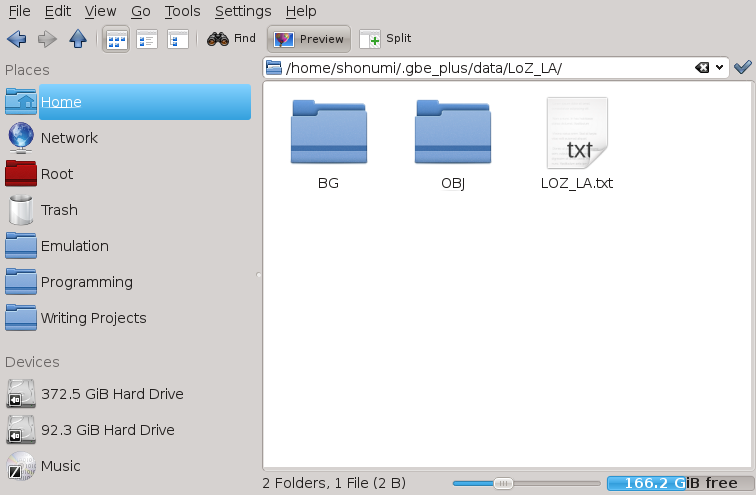 File Edit View Go Tools Settings Help
Find Preview Split
Places
/home/shonumi/.gbe_plus/data/LoZ_LA/
Home
Network
Root
Trash
Emulation
Programming
Writing Projects
Devices
372.5 GiB Hard Drive
92.3 GiB Hard Drive
Music
BG
OBJ
txt
LOZ_LA.txt
2 Folders, 1 File (2 B)
166.2 GiB free